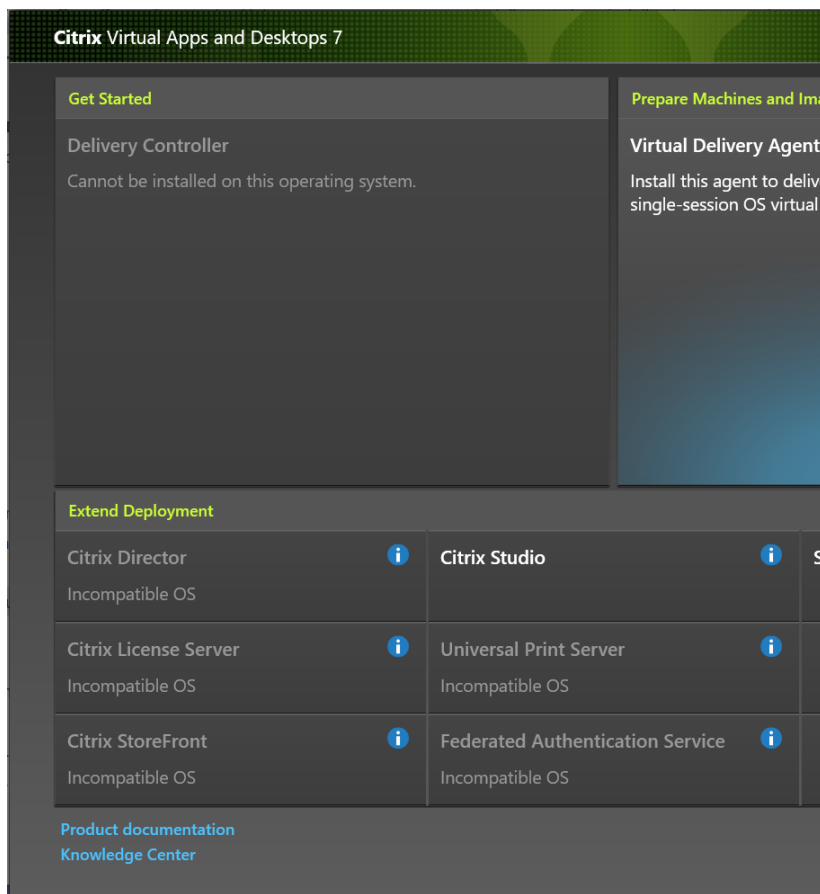 Citrix Virtual Apps and Desktops 7
Get Started
Delivery Controller
Cannot be installed on this operating system.
Prepare Machines and Ima
Virtual Delivery Agent
Install this agent to deliv
single-session OS virtual
Extend Deployment
Citrix Director
Incompatible OS
Citrix Studio
S
Citrix License Server
Incompatible OS
Universal Print Server
Incompatible OS
Citrix StoreFront
Incompatible OS
Federated Authentication Service
Incompatible OS
Product documentation
Knowledge Center